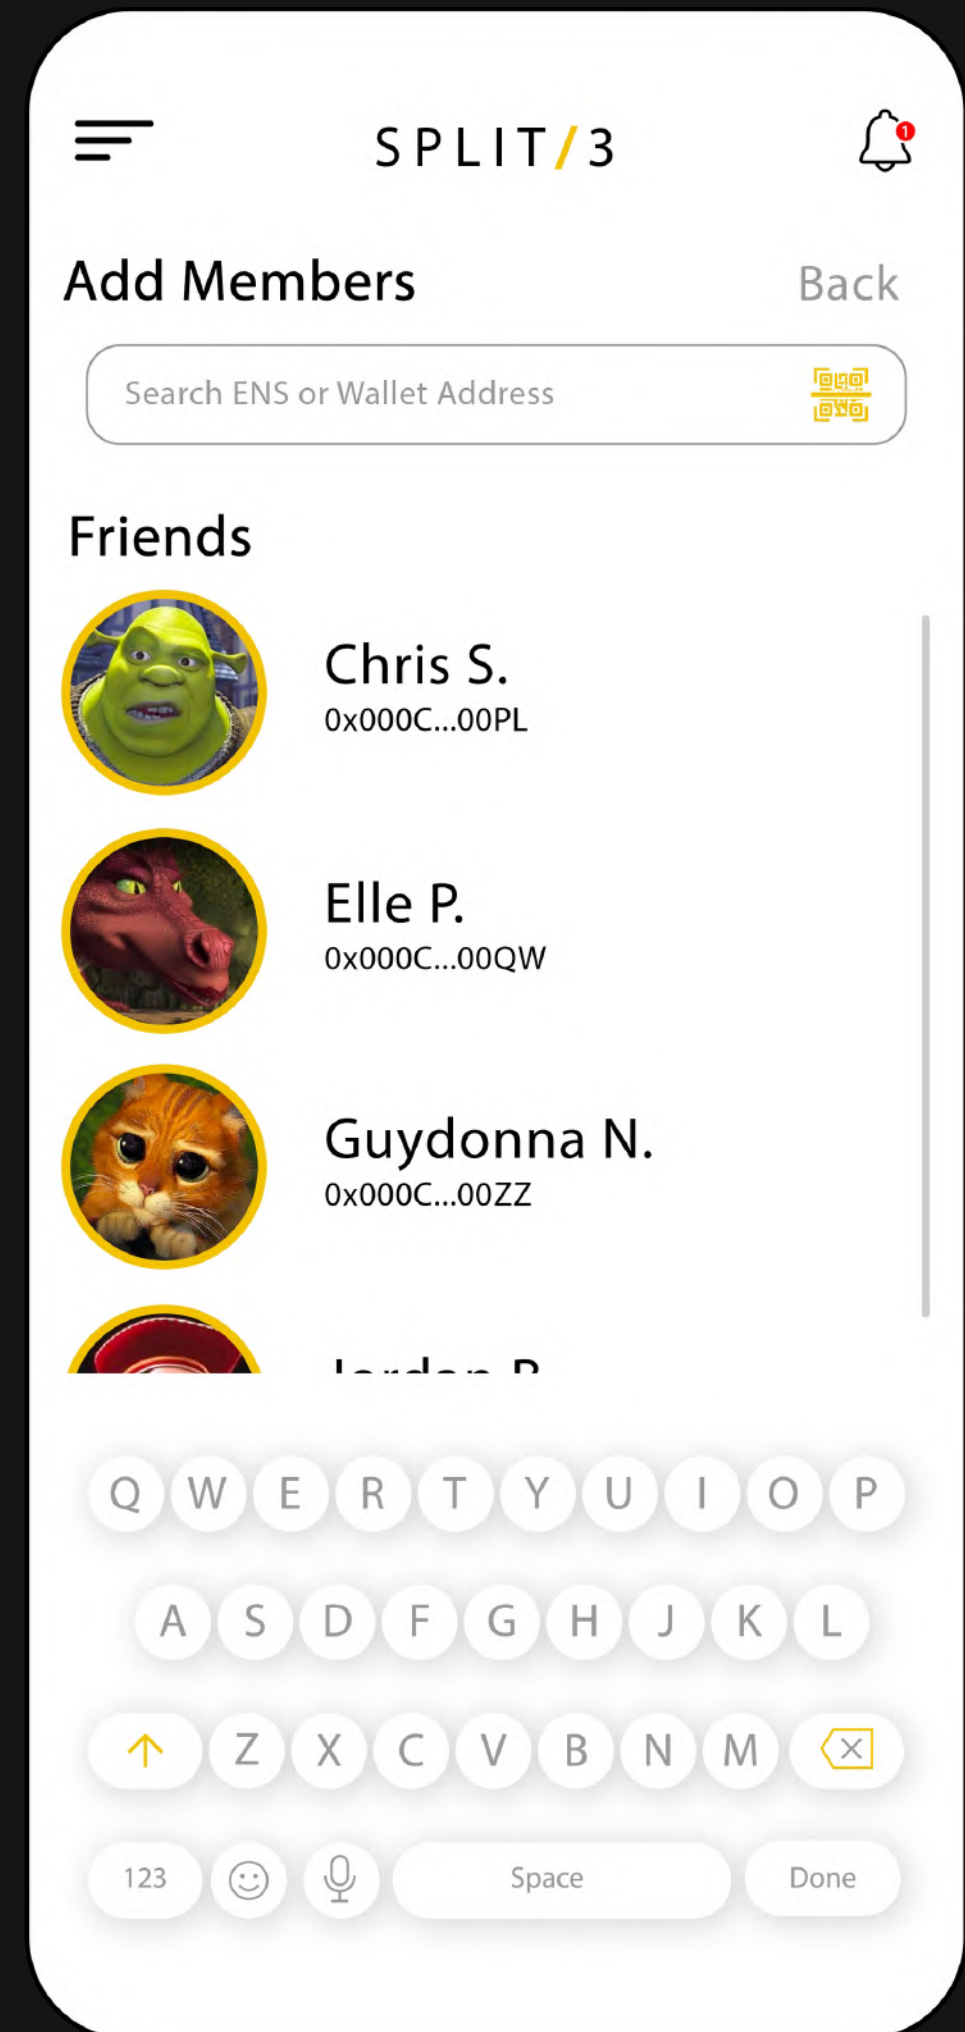 SPLIT/3
1
Add Members
Back
Search ENS or Wallet Address
Friends
Chris S.
0x000C...00PL
Elle P.
0x000C...00QW
Guydonna N.
0x000C...00ZZ
Q W E R T Y U I O P
A S D F G H J K L
Z X C V B N M
123 Space Done